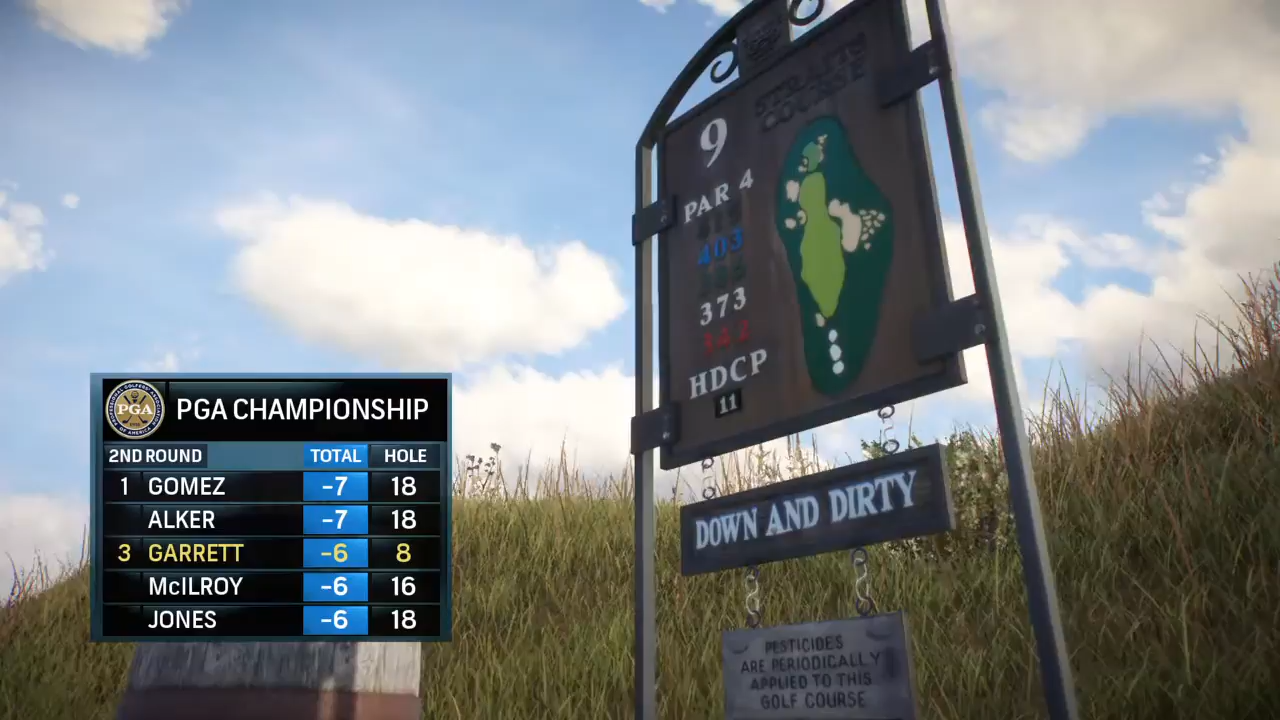 STRAITS
COURSE
9
PAR 4
403
373
342
HDCP
11
DOWN AND DIRTY
PESTICIDES
ARE PERIODICALLY
APPLIED TO THIS
GOLF COURSE
PGA
PGA CHAMPIONSHIP
2ND ROUND TOTAL HOLE
1 GOMEZ -7 18
ALKER -7 18
3 GARRETT -6 8
McILROY -6 16
JONES -6 18